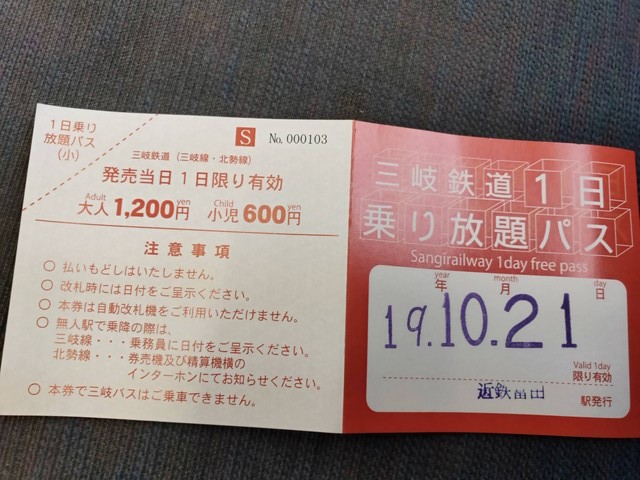 1日乗り
放題パス
(小)
S No. 000103
三岐鉄道（三岐線・北勢線）
発売当日1日限り有効
Adult yen Child yen
大人1,200円 小児600円
注意事項
○ 払いもどしはいたしません。
○ 改札時には日付をご呈示ください。
○ 本券は自動改札機をご利用いただけません。
○ 無人駅で乗降の際は、
三岐線・・・乗務員に日付をご呈示ください。
北勢線・・・券売機及び精算機横の
インターホンにてお知らせください。
○ 本券で三岐バスはご乗車できません。
三岐鉄道1日
乗り放題パス
Sangirailway 1day free pass
year month day
年 月 日
19.10.21
Valid 1day
限り有効
近鉄富田 駅発行